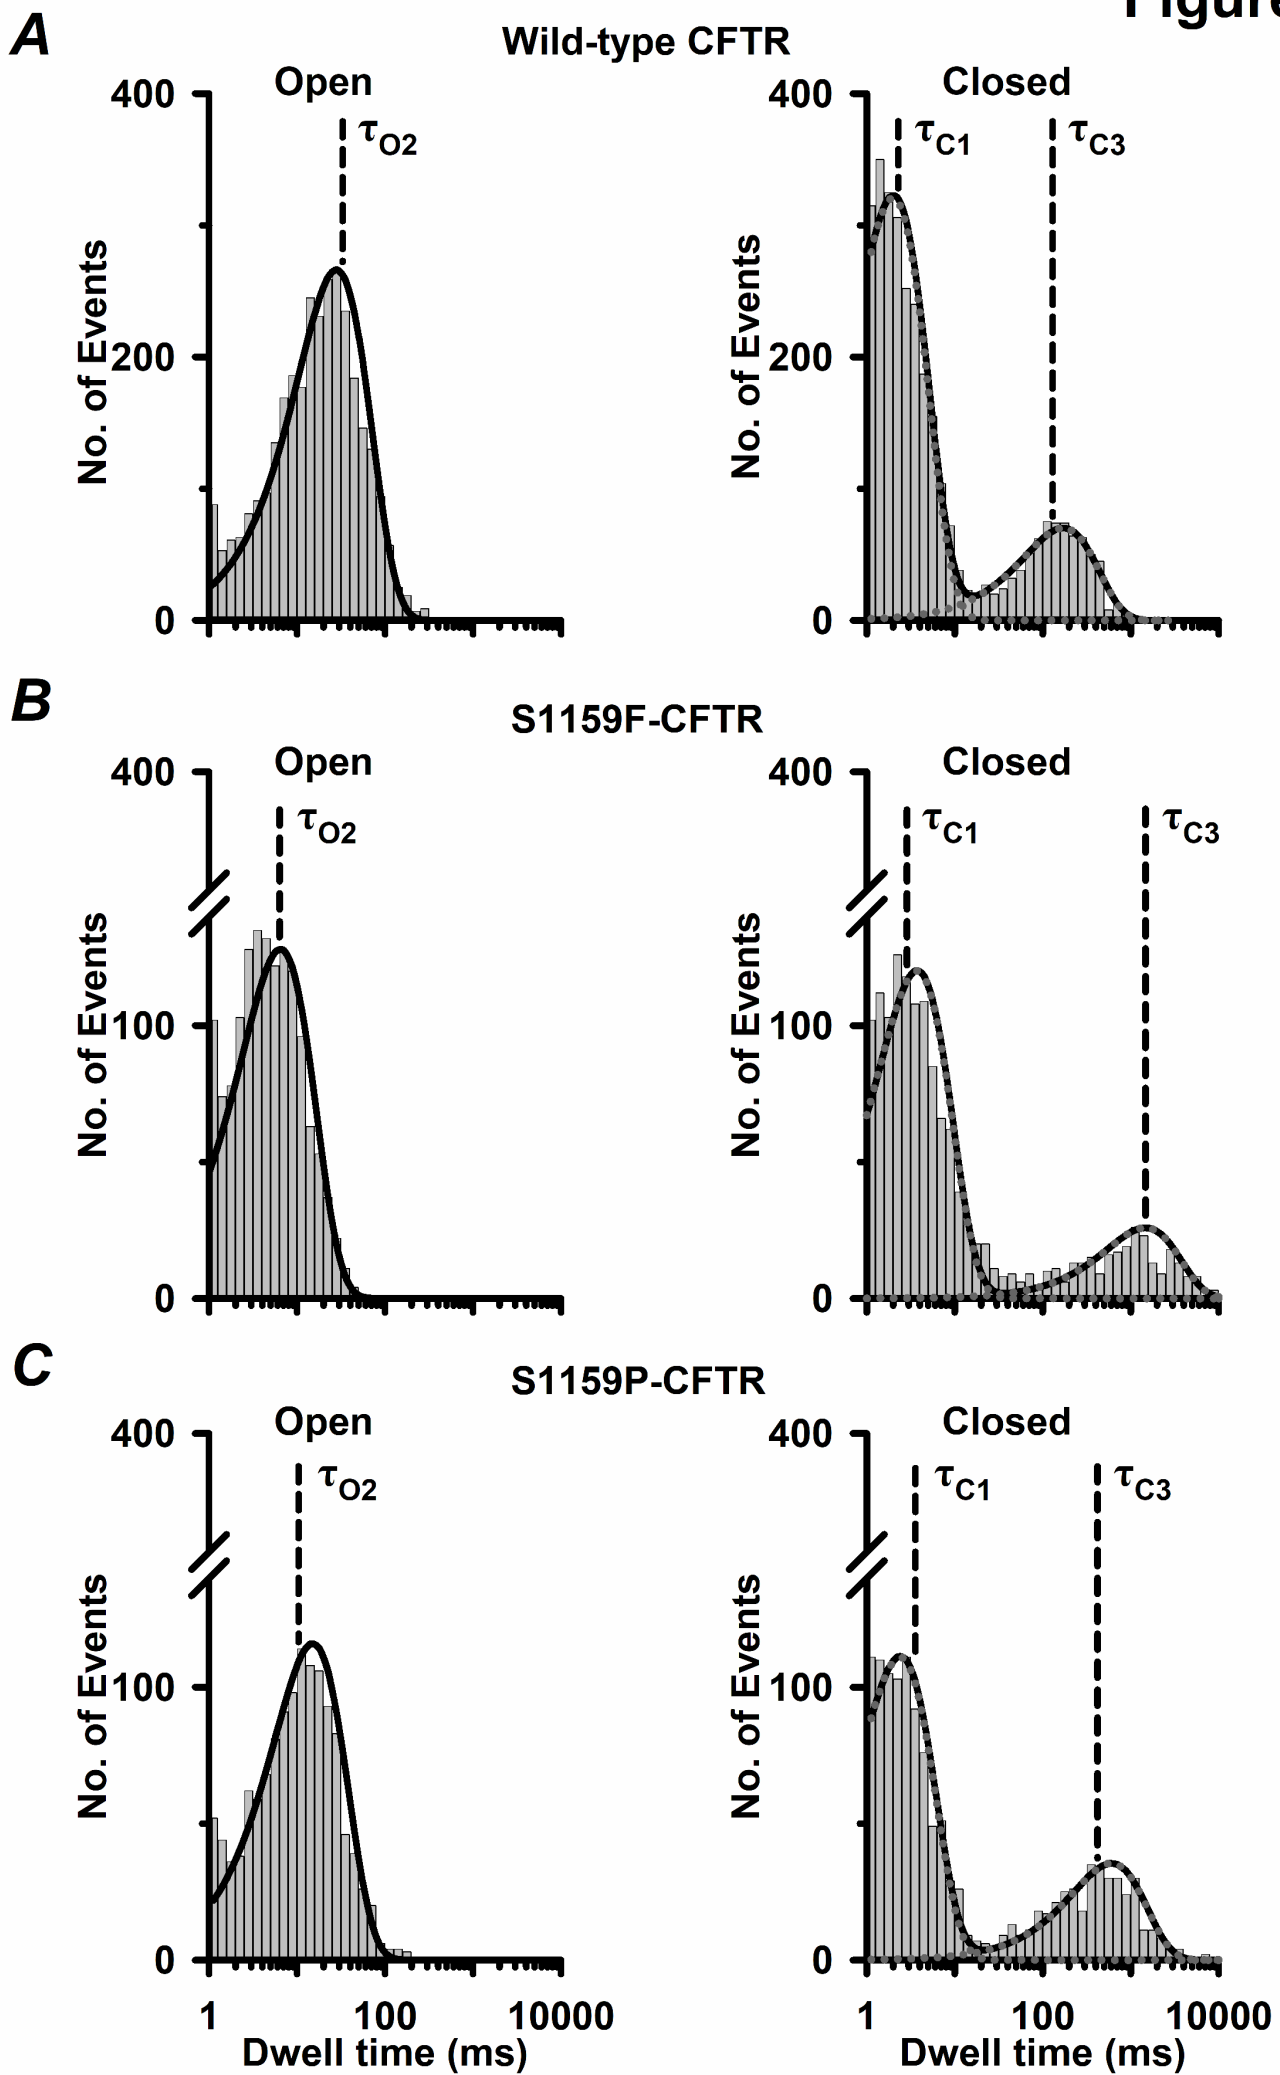 Figure
A
Wild-type CFTR
Open
Closed
400
τO2
400
τC1
τC3
No. of Events
200
No. of Events
200
0
0
B
S1159F-CFTR
Open
Closed
400
τO2
400
τC1
τC3
No. of Events
100
No. of Events
100
0
0
C
S1159P-CFTR
Open
Closed
400
τO2
400
τC1
τC3
No. of Events
100
No. of Events
100
0
0
1 100 10000
1 100 10000
Dwell time (ms)
Dwell time (ms)